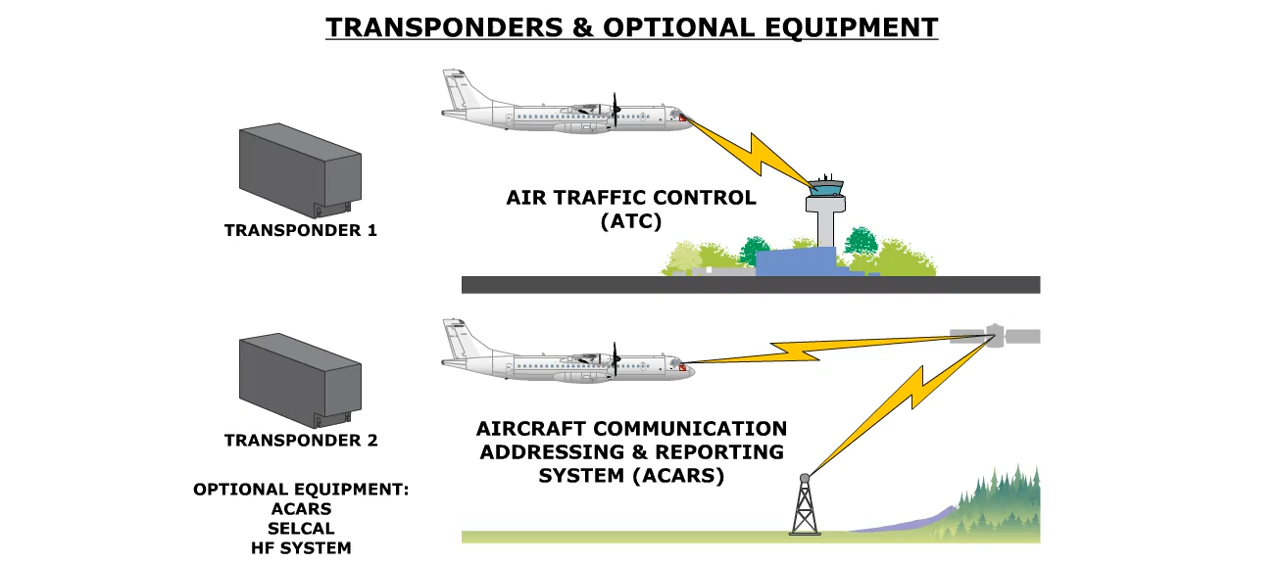 TRANSPONDERS & OPTIONAL EQUIPMENT
TRANSPONDER 1
AIR TRAFFIC CONTROL
(ATC)
TRANSPONDER 2
AIRCRAFT COMMUNICATION
ADDRESSING & REPORTING
SYSTEM (ACARS)
OPTIONAL EQUIPMENT:
ACARS
SELCAL
HF SYSTEM